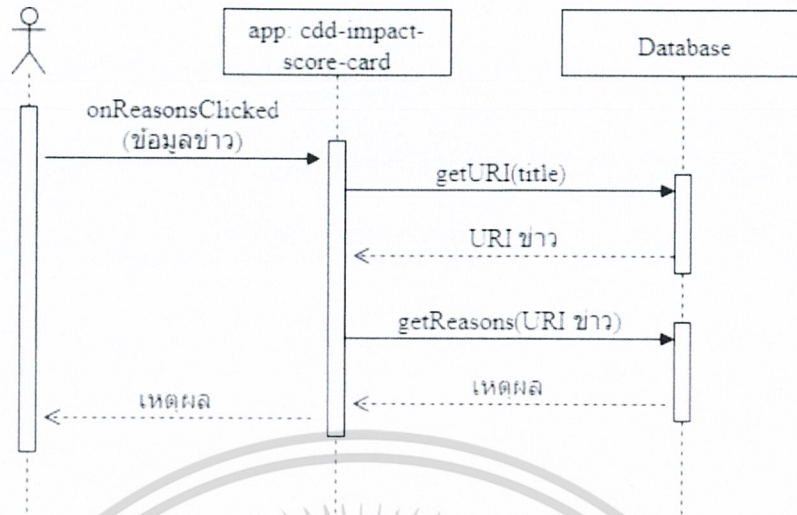 app: cdd-impact-
score-card
Database
onReasonsClicked
(ข้อมูลข่าว)
getURI(title)
URI ข่าว
getReasons(URI ข่าว)
เหตุผล
เหตุผล